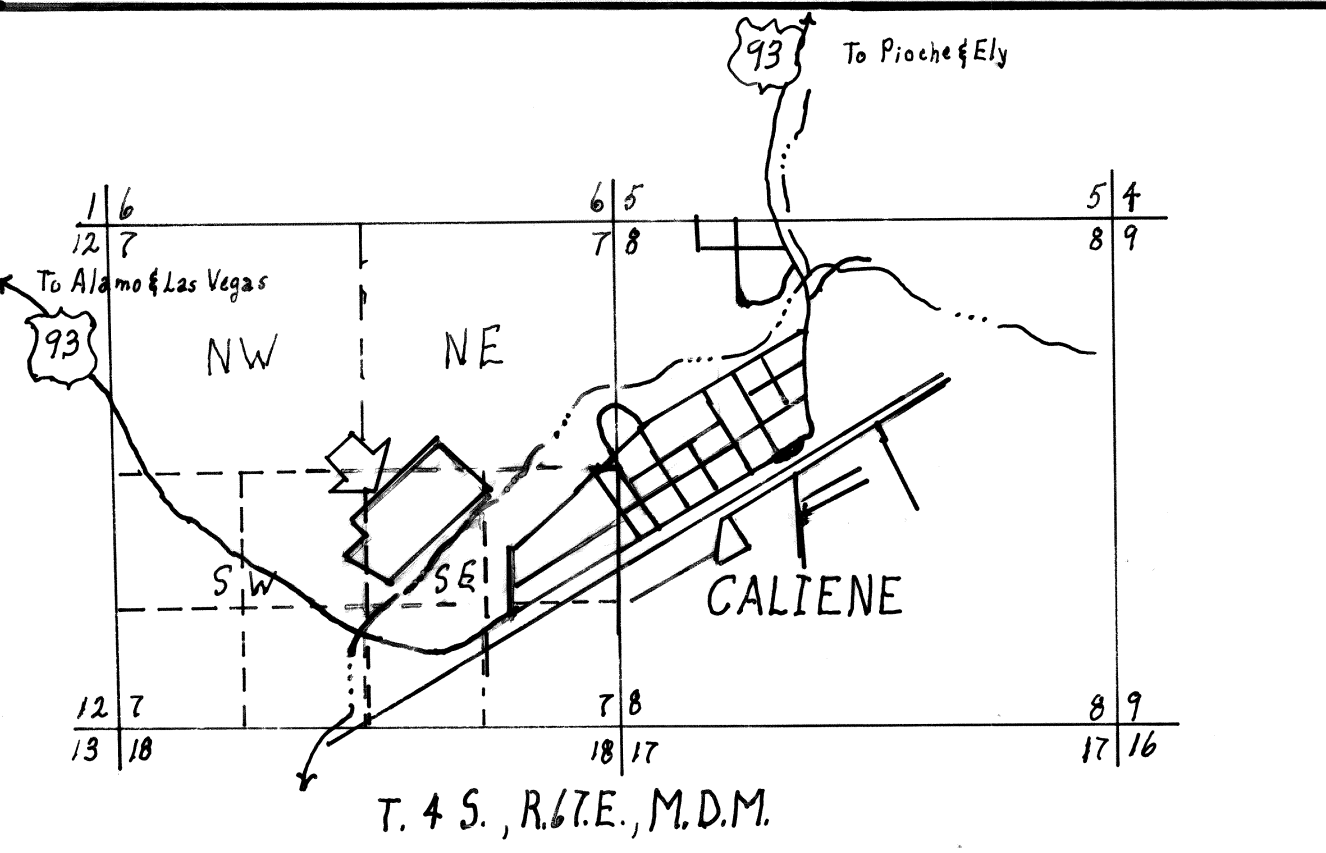 93
To Pioche & Ely
1 6
6 5
5 4
12 7
7 8
8 9
To Alamo & Las Vegas
93
NW
NE
SW
SE
CALIENE
12 7
7 8
8 9
13 18
18 17
17 16
T. 4 S., R.67.E., M.D.M.